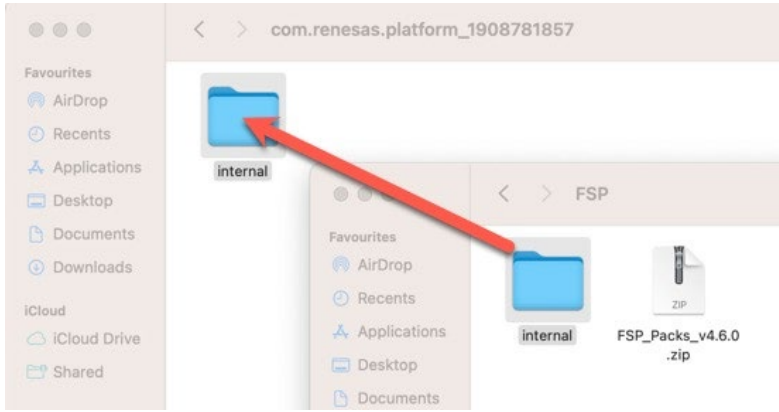 com.renesas.platform_1908781857
Favourites
AirDrop
Recents
Applications
Desktop
Documents
Downloads
iCloud
iCloud Drive
Shared
internal
FSP
Favourites
AirDrop
Recents
Applications
Desktop
Documents
internal
ZIP
FSP_Packs_v4.6.0
.zip